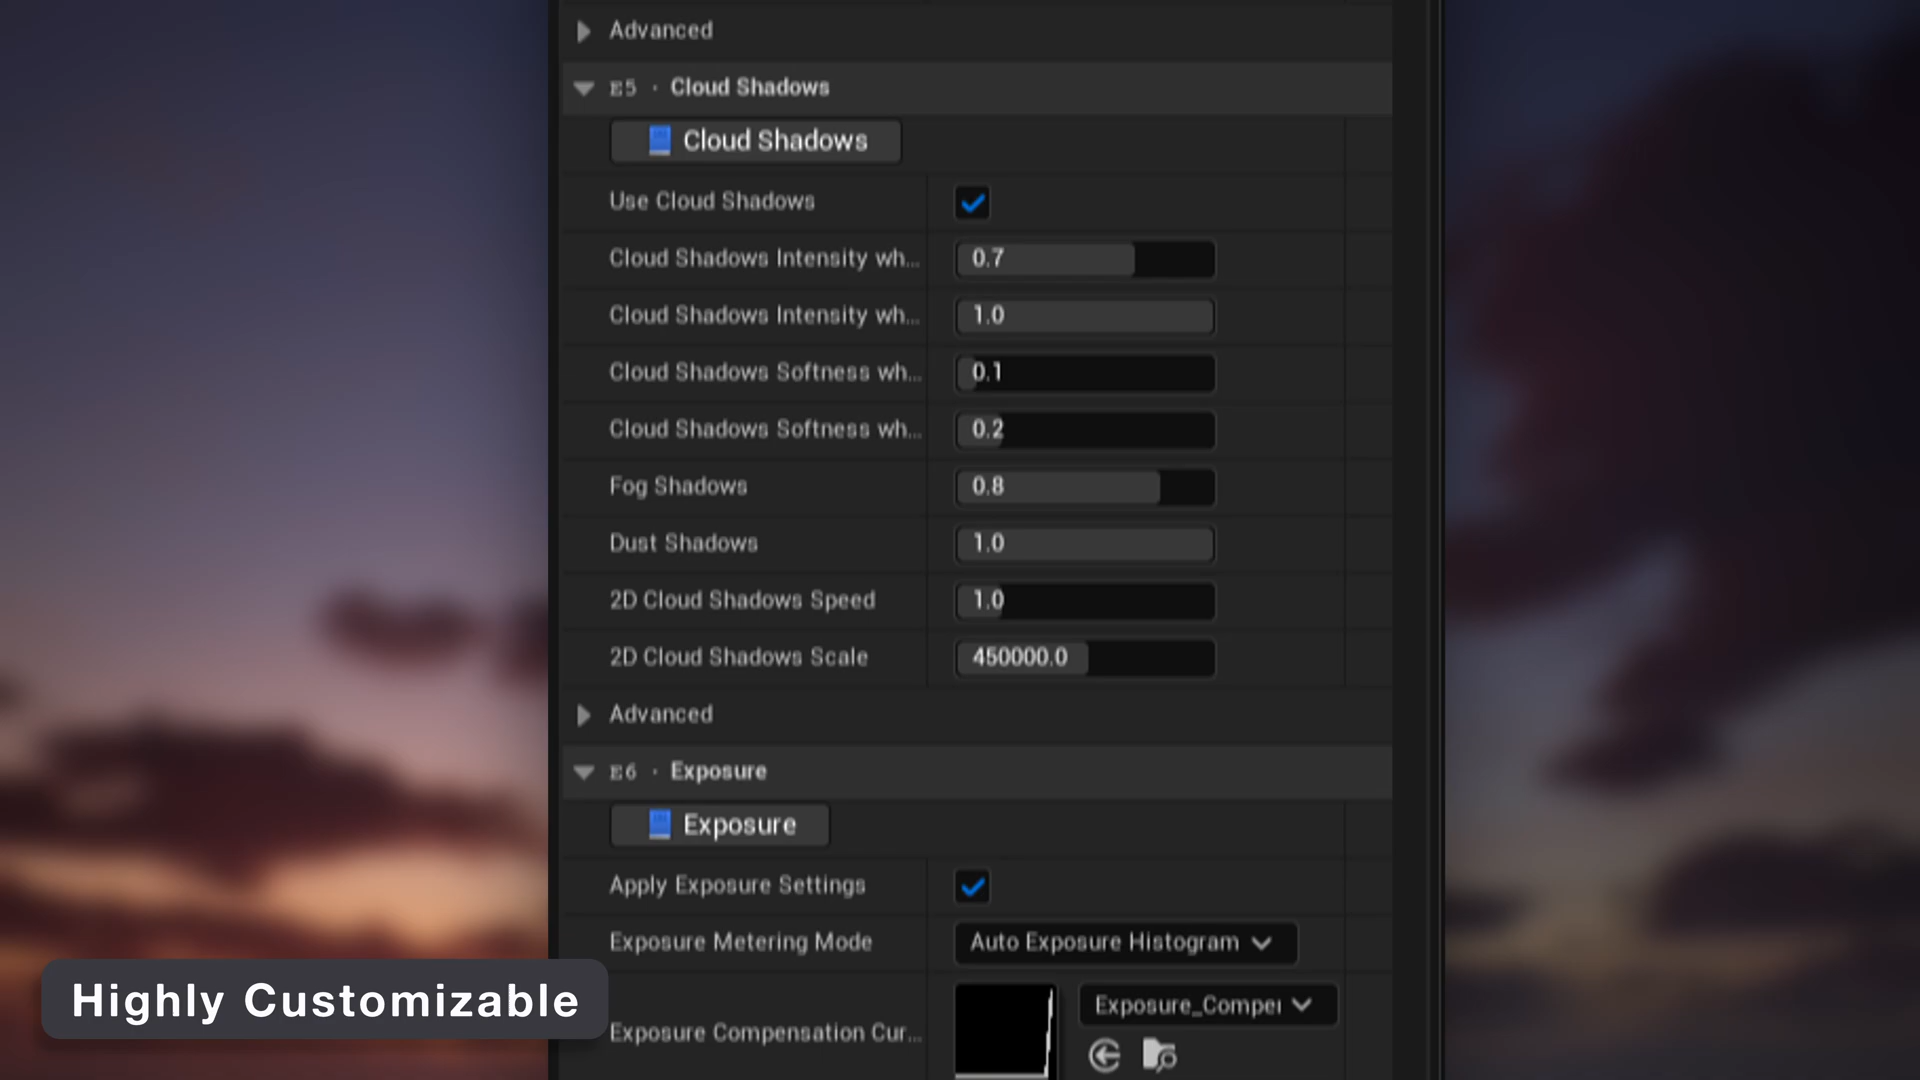 Advanced
E5 · Cloud Shadows
Cloud Shadows
Use Cloud Shadows
Cloud Shadows Intensity wh... 0.7
Cloud Shadows Intensity wh... 1.0
Cloud Shadows Softness wh... 0.1
Cloud Shadows Softness wh... 0.2
Fog Shadows 0.8
Dust Shadows 1.0
2D Cloud Shadows Speed 1.0
2D Cloud Shadows Scale 450000.0
Advanced
E6 · Exposure
Exposure
Apply Exposure Settings
Exposure Metering Mode Auto Exposure Histogram
Exposure_Compe
Exposure Compensation Cur...
Highly Customizable